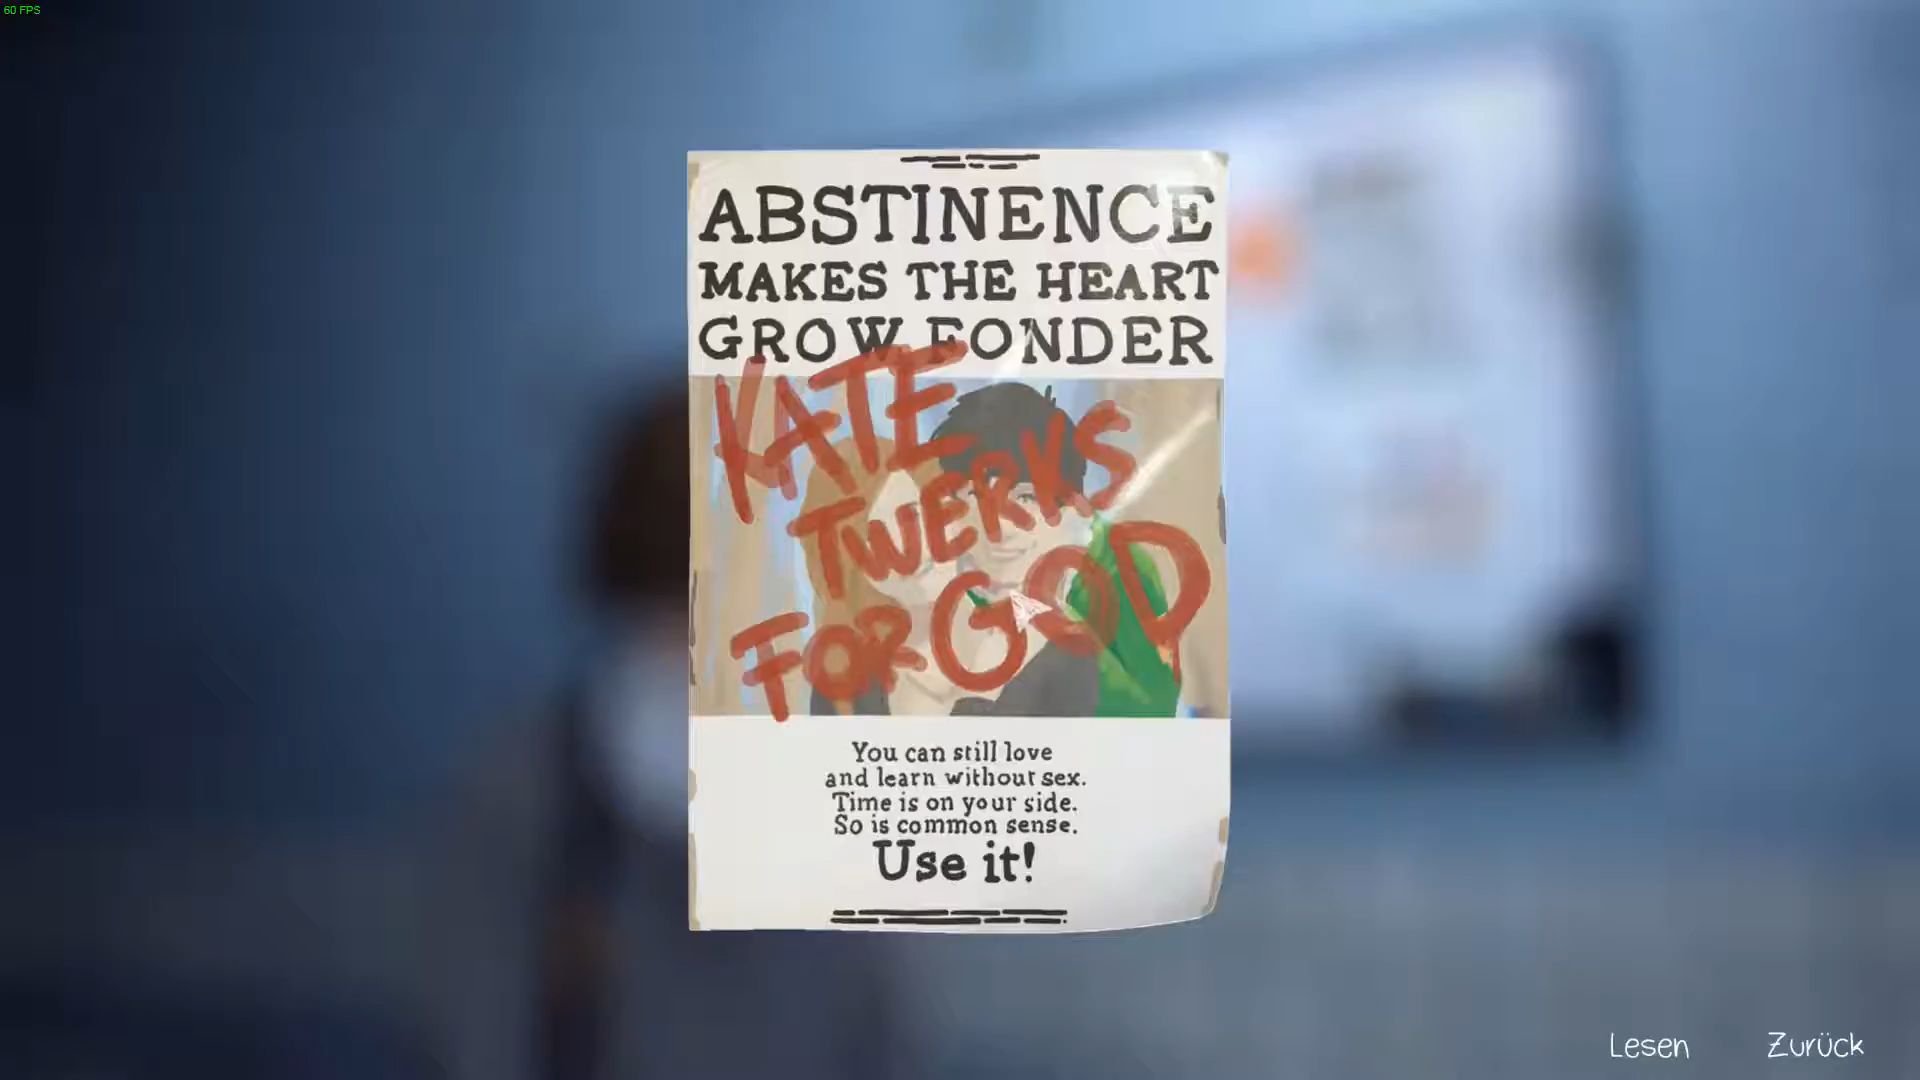 60 FPS
ABSTINENCE
MAKES THE HEART
GROW FONDER
KATE
TWERKS
FOR GOD
You can still love
and learn without sex.
Time is on your side.
So is common sense.
Use it!
Lesen
Zurück